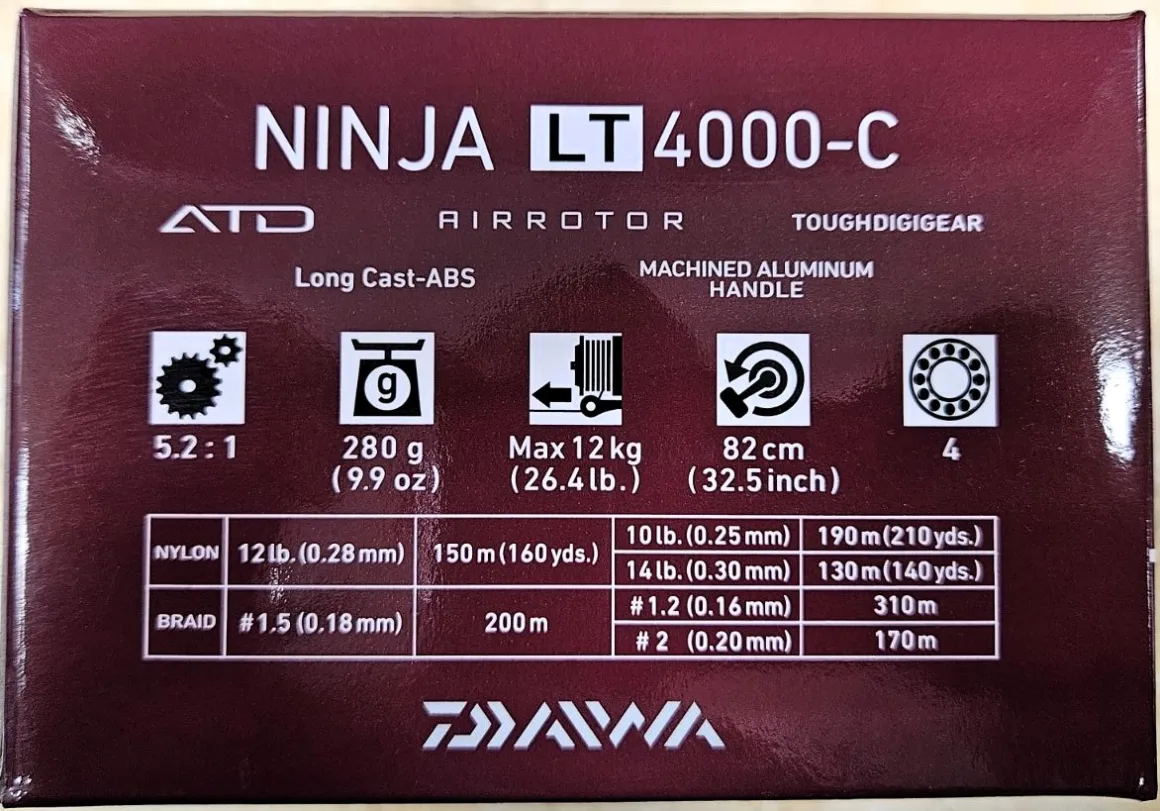 NINJA LT 4000-C
ATD AIRROTOR TOUGHDIGIGEAR
Long Cast-ABS MACHINED ALUMINUM HANDLE
g
5.2 : 1 280 g (9.9 oz) Max 12 kg (26.4 lb.) 82 cm (32.5 inch) 4
NYLON 12 lb. (0.28 mm) 150 m (160 yds.) 10 lb. (0.25 mm) 190 m (210 yds.)
14 lb. (0.30 mm) 130 m (140 yds.)
BRAID #1.5 (0.18 mm) 200 m #1.2 (0.16 mm) 310 m
#2 (0.20 mm) 170 m
DAIWA